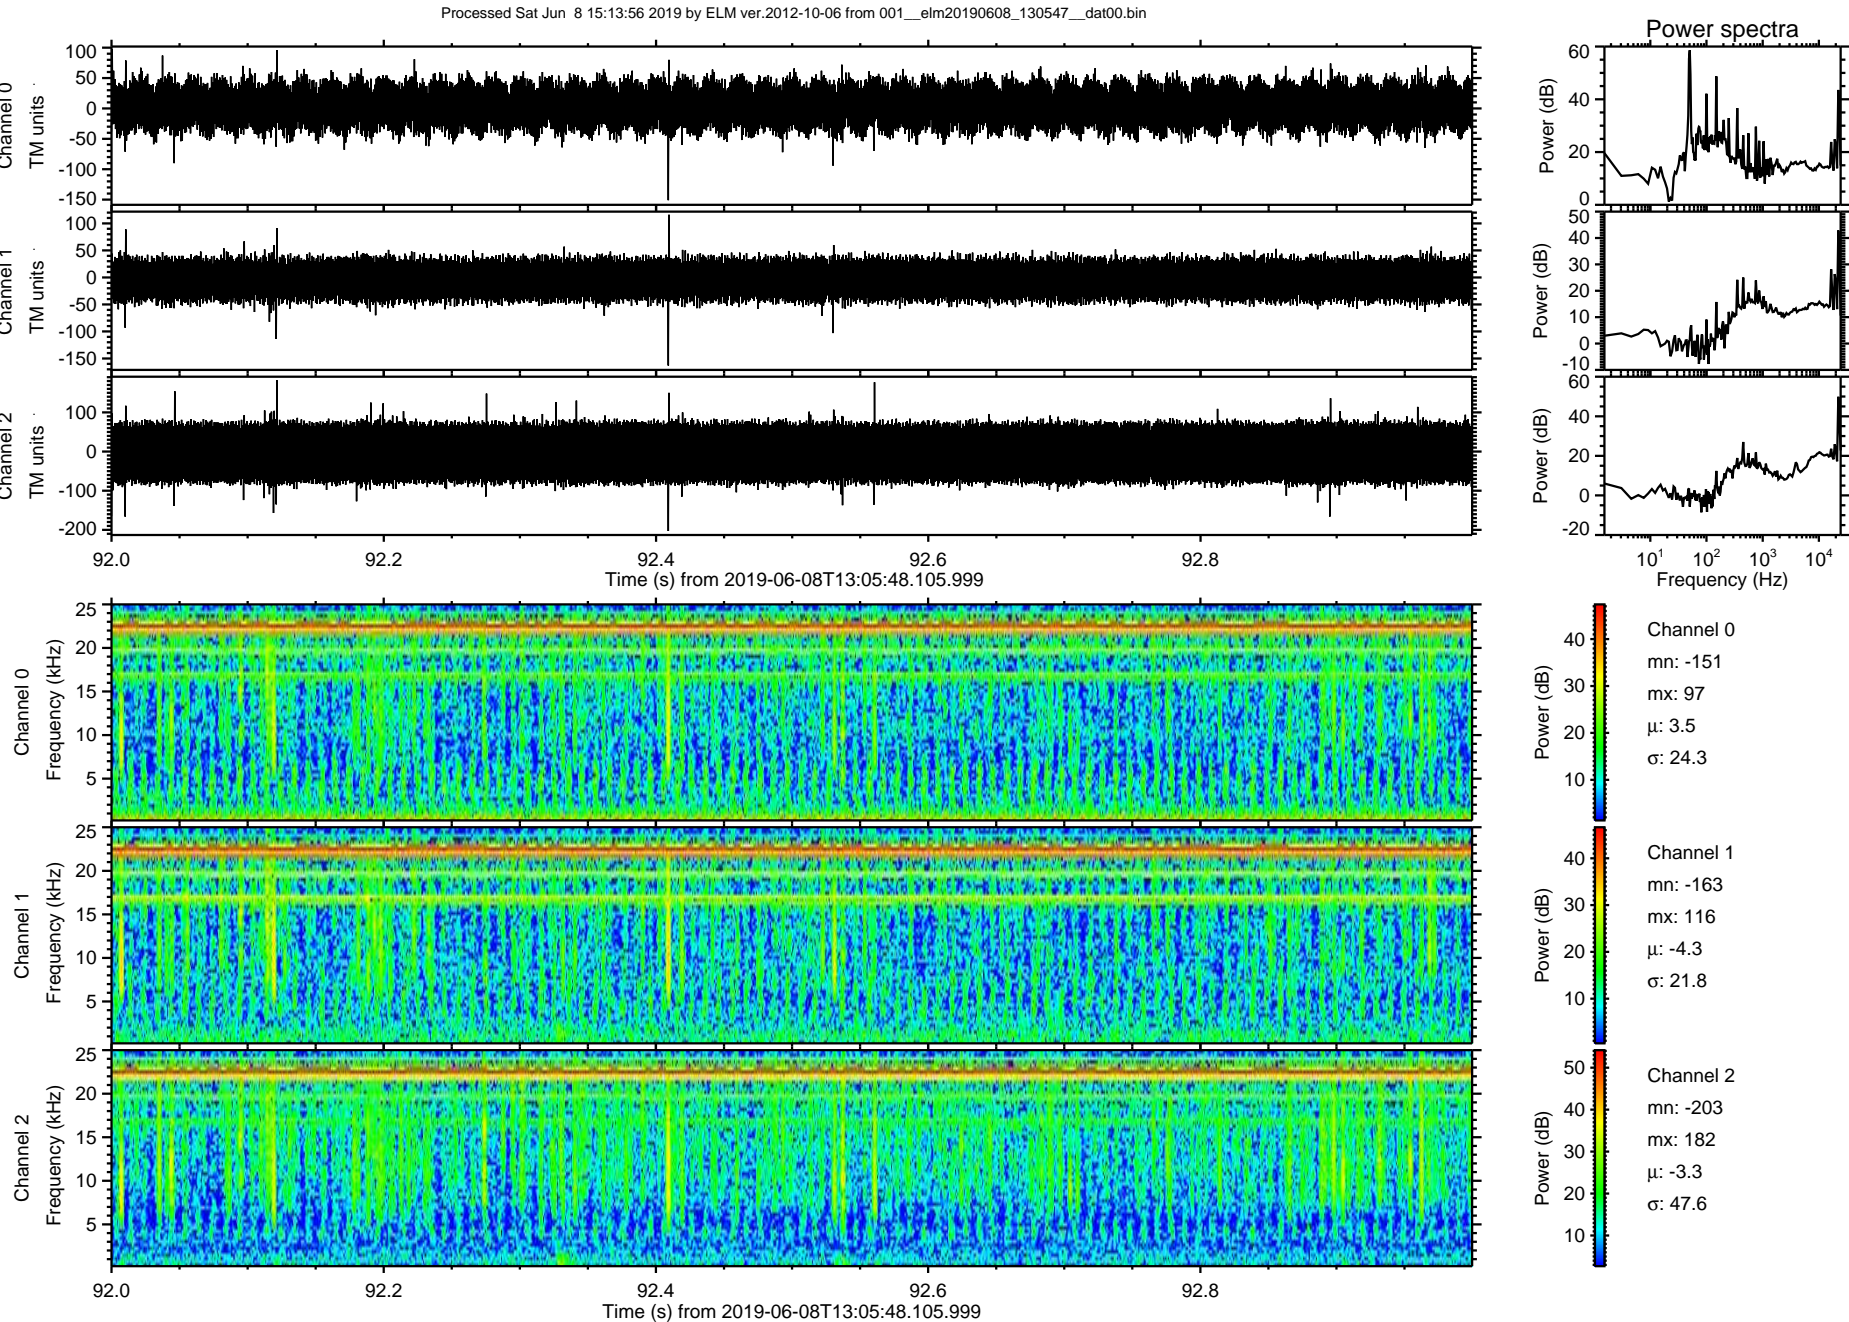 Processed Sat Jun  8 15:13:56 2019 by ELM ver.2012-10-06 from 001__elm20190608_130547__dat00.bin
Power spectra
Channel 0
TM units
100
50
0
-50
-100
-150
Power (dB)
60
40
20
0
Channel 1
TM units
100
50
0
-50
-100
-150
Power (dB)
50
40
30
20
10
0
-10
Channel 2
TM units
100
0
-100
-200
Power (dB)
60
40
20
0
-20
92.0 92.2 92.4 92.6 92.8
Time (s) from 2019-06-08T13:05:48.105.999
10¹ 10² 10³ 10⁴
Frequency (Hz)
Channel 0
Frequency (kHz)
25
20
15
10
5
Power (dB)
40
30
20
10
Channel 0
mn: -151
mx: 97
μ: 3.5
σ: 24.3
Channel 1
Frequency (kHz)
25
20
15
10
5
Power (dB)
40
30
20
10
Channel 1
mn: -163
mx: 116
μ: -4.3
σ: 21.8
Channel 2
Frequency (kHz)
25
20
15
10
5
Power (dB)
50
40
30
20
10
Channel 2
mn: -203
mx: 182
μ: -3.3
σ: 47.6
92.0 92.2 92.4 92.6 92.8
Time (s) from 2019-06-08T13:05:48.105.999